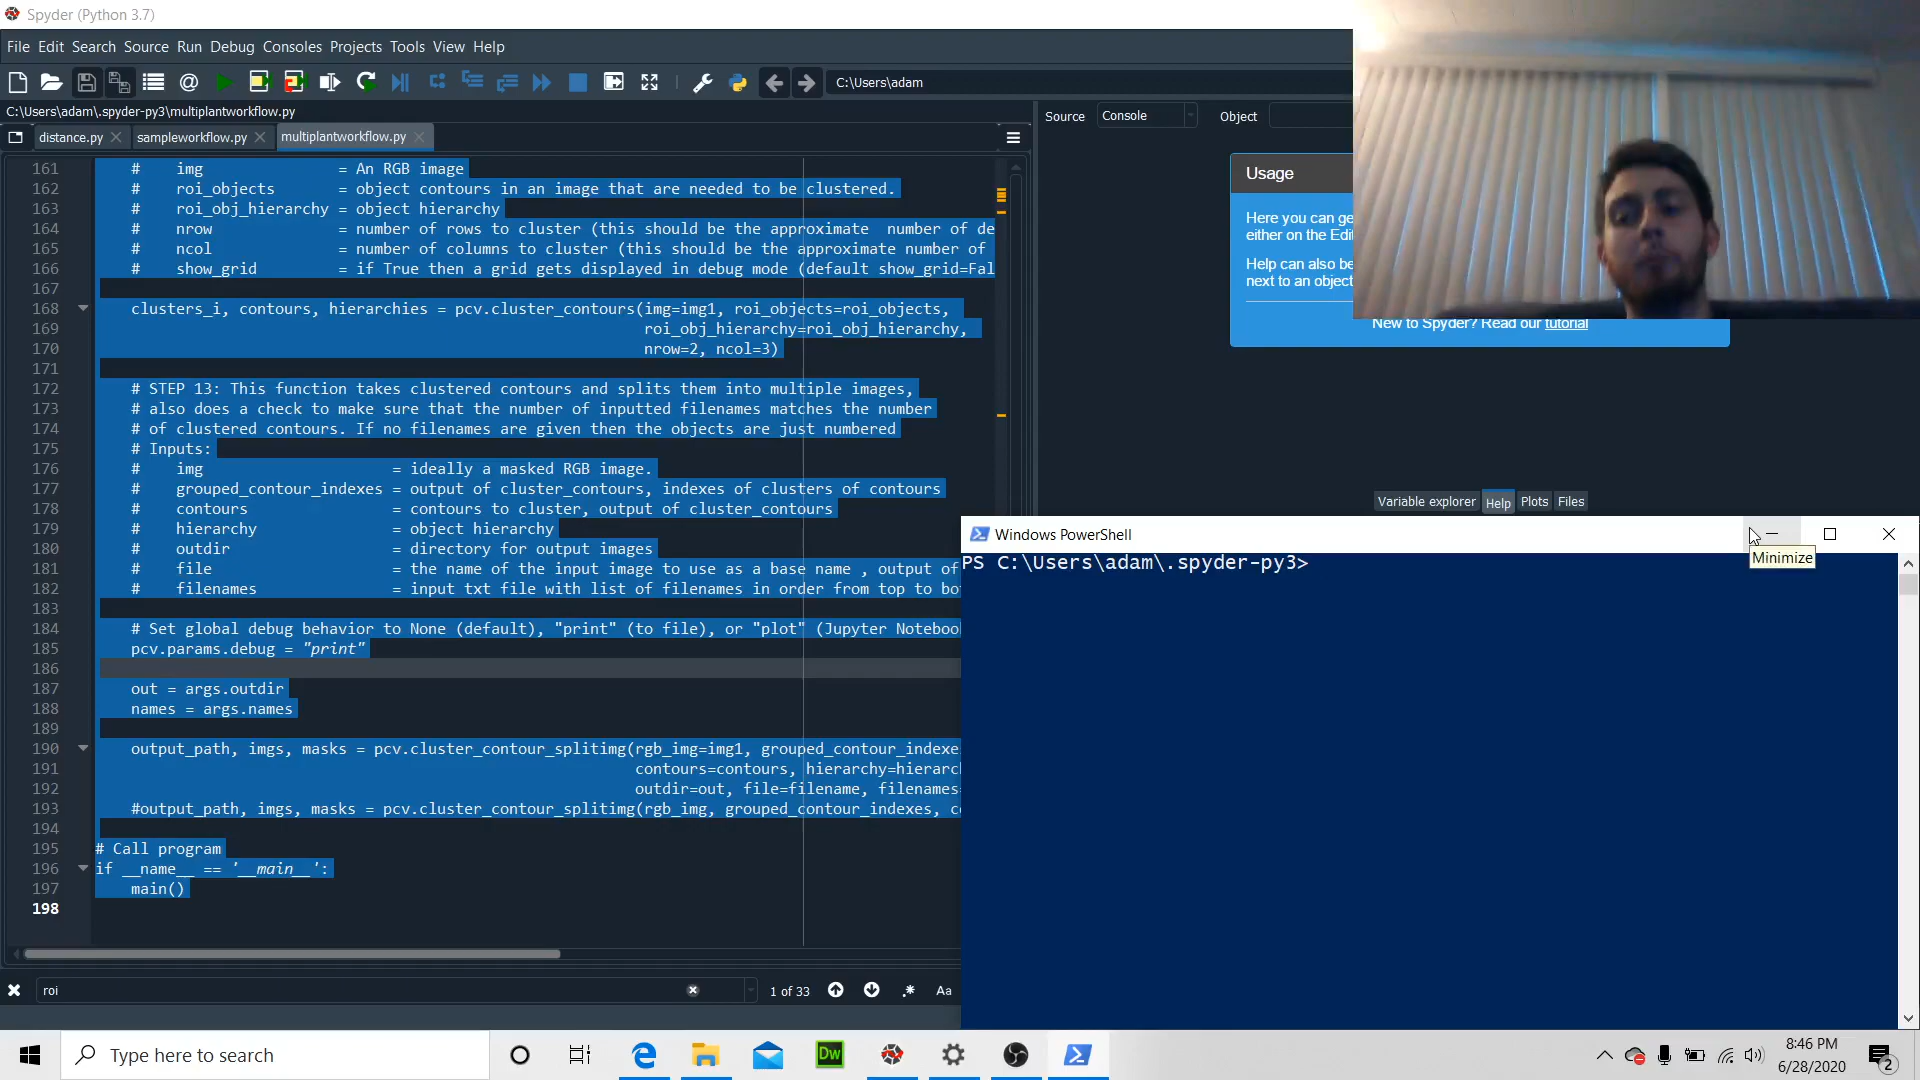 Spyder (Python 3.7)
File Edit Search Source Run Debug Consoles Projects Tools View Help
C:\Users\adam
C:\Users\adam\.spyder-py3\multiplantworkflow.py
distance.py sampleworkflow.py multiplantworkflow.py
Source Console Object
161 # img = An RGB image
162 # roi_objects = object contours in an image that are needed to be clustered.
163 # roi_obj_hierarchy = object hierarchy
164 # nrow = number of rows to cluster (this should be the approximate number of de
165 # ncol = number of columns to cluster (this should be the approximate number of
166 # show_grid = if True then a grid gets displayed in debug mode (default show_grid=Fal
167
168 clusters_i, contours, hierarchies = pcv.cluster_contours(img=img1, roi_objects=roi_objects,
169 roi_obj_hierarchy=roi_obj_hierarchy,
170 nrow=2, ncol=3)
171
172 # STEP 13: This function takes clustered contours and splits them into multiple images,
173 # also does a check to make sure that the number of inputted filenames matches the number
174 # of clustered contours. If no filenames are given then the objects are just numbered
175 # Inputs:
176 # img = ideally a masked RGB image.
177 # grouped_contour_indexes = output of cluster_contours, indexes of clusters of contours
178 # contours = contours to cluster, output of cluster_contours
179 # hierarchy = object hierarchy
180 # outdir = directory for output images
181 # file = the name of the input image to use as a base name , output of
182 # filenames = input txt file with list of filenames in order from top to bo
183
184 # Set global debug behavior to None (default), "print" (to file), or "plot" (Jupyter Noteboo
185 pcv.params.debug = "print"
186
187 out = args.outdir
188 names = args.names
189
190 output_path, imgs, masks = pcv.cluster_contour_splitimg(rgb_img=img1, grouped_contour_indexe
191 contours=contours, hierarchy=hierarc
192 outdir=out, file=filename, filenames=
193 #output_path, imgs, masks = pcv.cluster_contour_splitimg(rgb_img, grouped_contour_indexes, c
194
195 # Call program
196 if __name__ == '__main__':
197 main()
198
Usage
Here you can ge
either on the Edi
Help can also be
next to an object
New to Spyder? Read our tutorial
Variable explorer Help Plots Files
Windows PowerShell
Minimize
PS C:\Users\adam\.spyder-py3>
roi 1 of 33 .* Aa
Type here to search
Dw
8:46 PM
6/28/2020
2